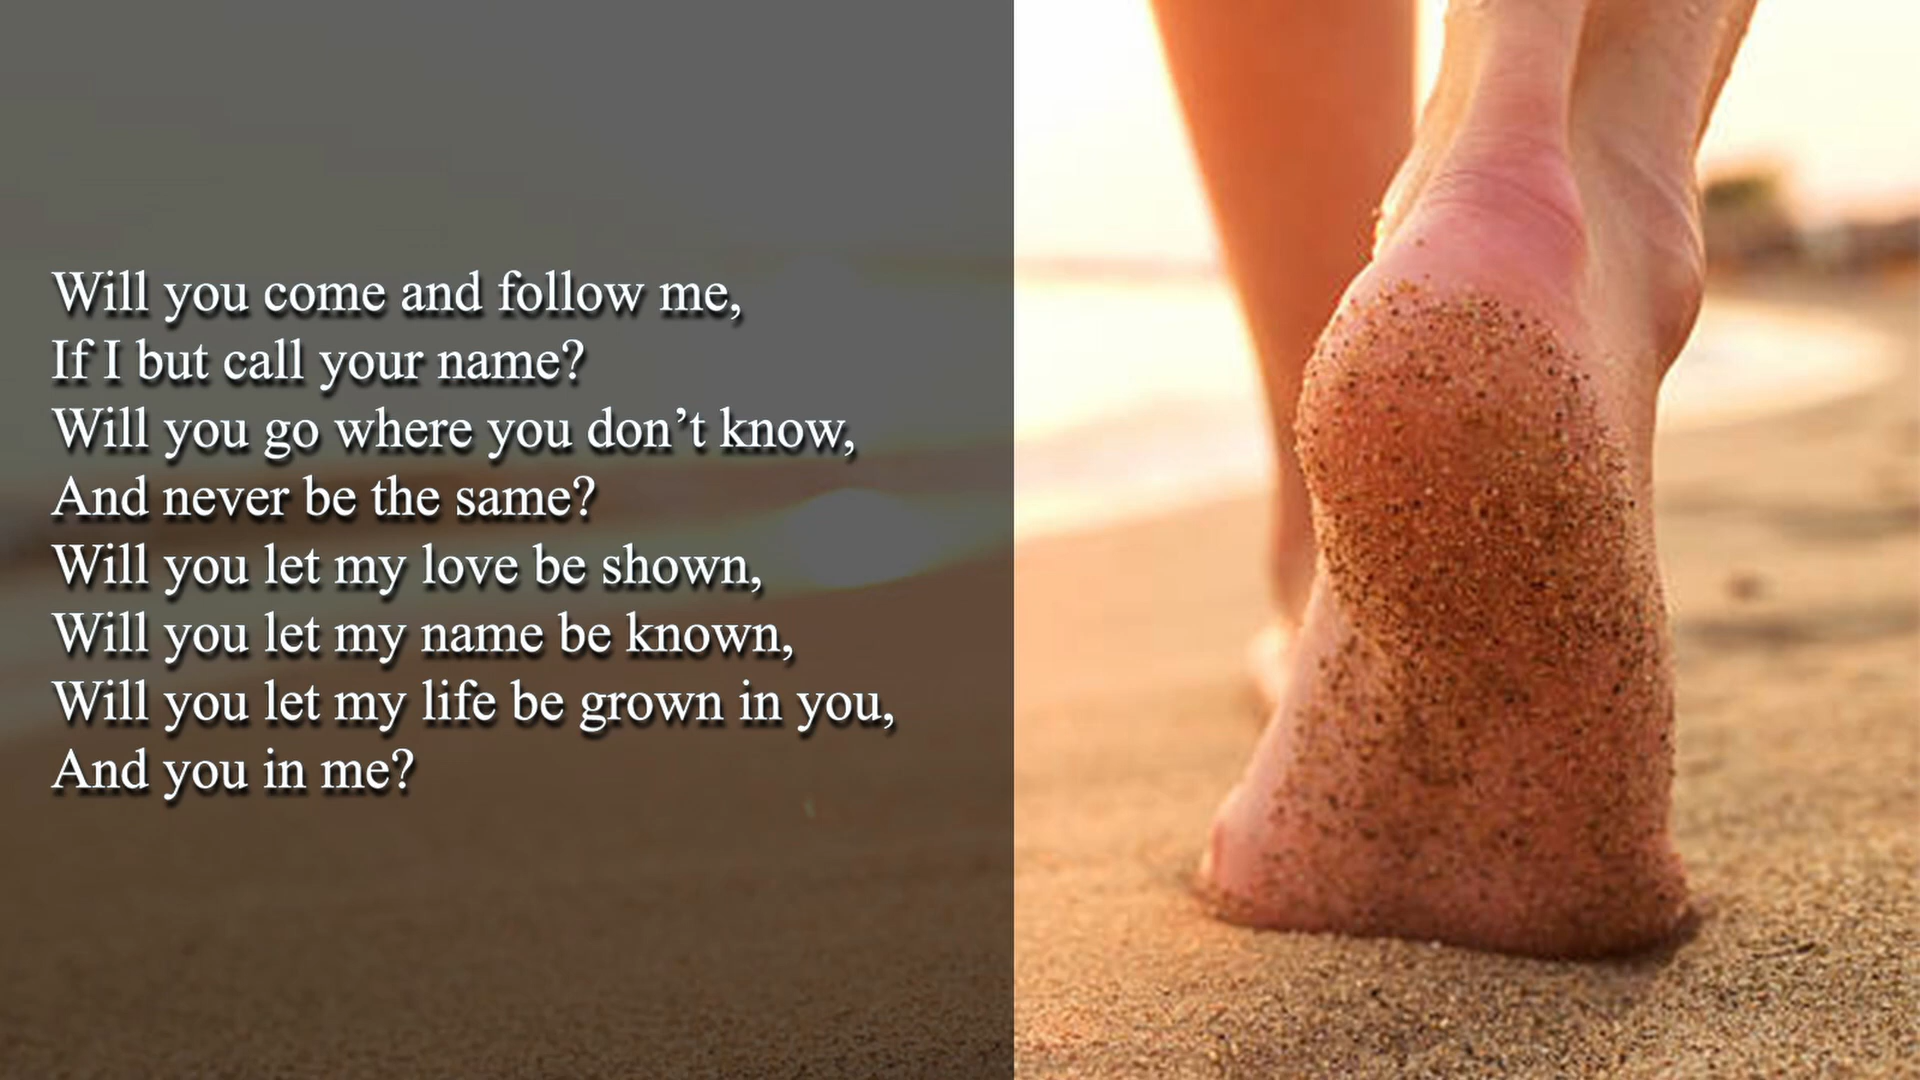 Will you come and follow me,
If I but call your name?
Will you go where you don’t know,
And never be the same?
Will you let my love be shown,
Will you let my name be known,
Will you let my life be grown in you,
And you in me?